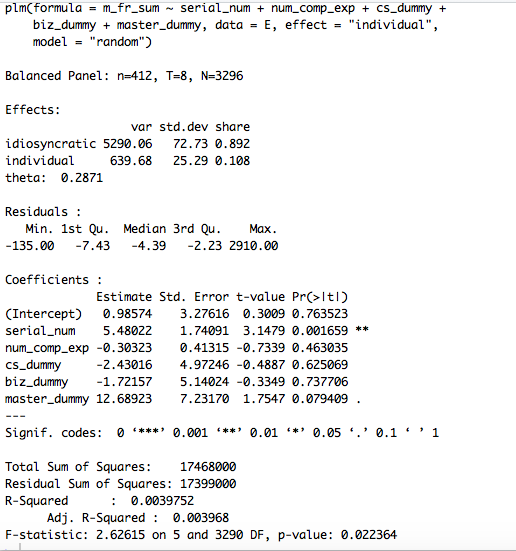 plm(formula = m_fr_sum ~ serial_num + num_comp_exp + cs_dummy +
    biz_dummy + master_dummy, data = E, effect = "individual",
    model = "random")

Balanced Panel: n=412, T=8, N=3296

Effects:
                  var std.dev share
idiosyncratic 5290.06   72.73 0.892
individual     639.68   25.29 0.108
theta:  0.2871

Residuals :
   Min. 1st Qu.  Median 3rd Qu.    Max.
-135.00   -7.43   -4.39   -2.23 2910.00

Coefficients :
             Estimate Std. Error t-value Pr(>|t|)
(Intercept)   0.98574    3.27616  0.3009 0.763523
serial_num    5.48022    1.74091  3.1479 0.001659 **
num_comp_exp -0.30323    0.41315 -0.7339 0.463035
cs_dummy     -2.43016    4.97246 -0.4887 0.625069
biz_dummy    -1.72157    5.14024 -0.3349 0.737706
master_dummy 12.68923    7.23170  1.7547 0.079409 .
---
Signif. codes:  0 ‘***’ 0.001 ‘**’ 0.01 ‘*’ 0.05 ‘.’ 0.1 ‘ ’ 1

Total Sum of Squares:    17468000
Residual Sum of Squares: 17399000
R-Squared      :  0.0039752
      Adj. R-Squared :  0.003968
F-statistic: 2.62615 on 5 and 3290 DF, p-value: 0.022364